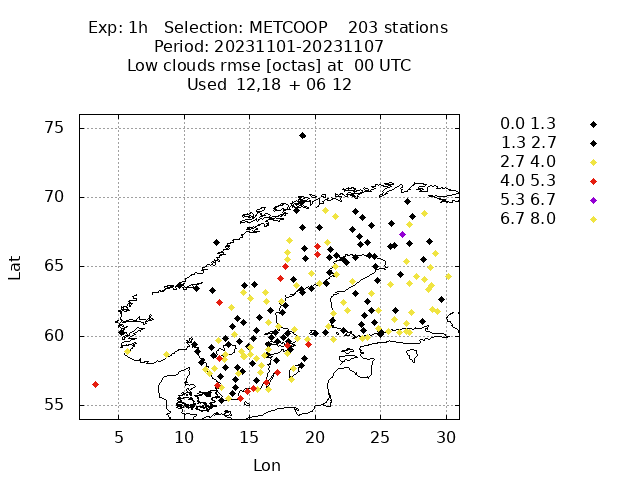 Exp: 1h   Selection: METCOOP    203 stations
Period: 20231101-20231107
Low clouds rmse [octas] at  00 UTC
Used  12,18 + 06 12
75
70
65
60
55
5 10 15 20 25 30
Lat
Lon
0.0 1.3
1.3 2.7
2.7 4.0
4.0 5.3
5.3 6.7
6.7 8.0